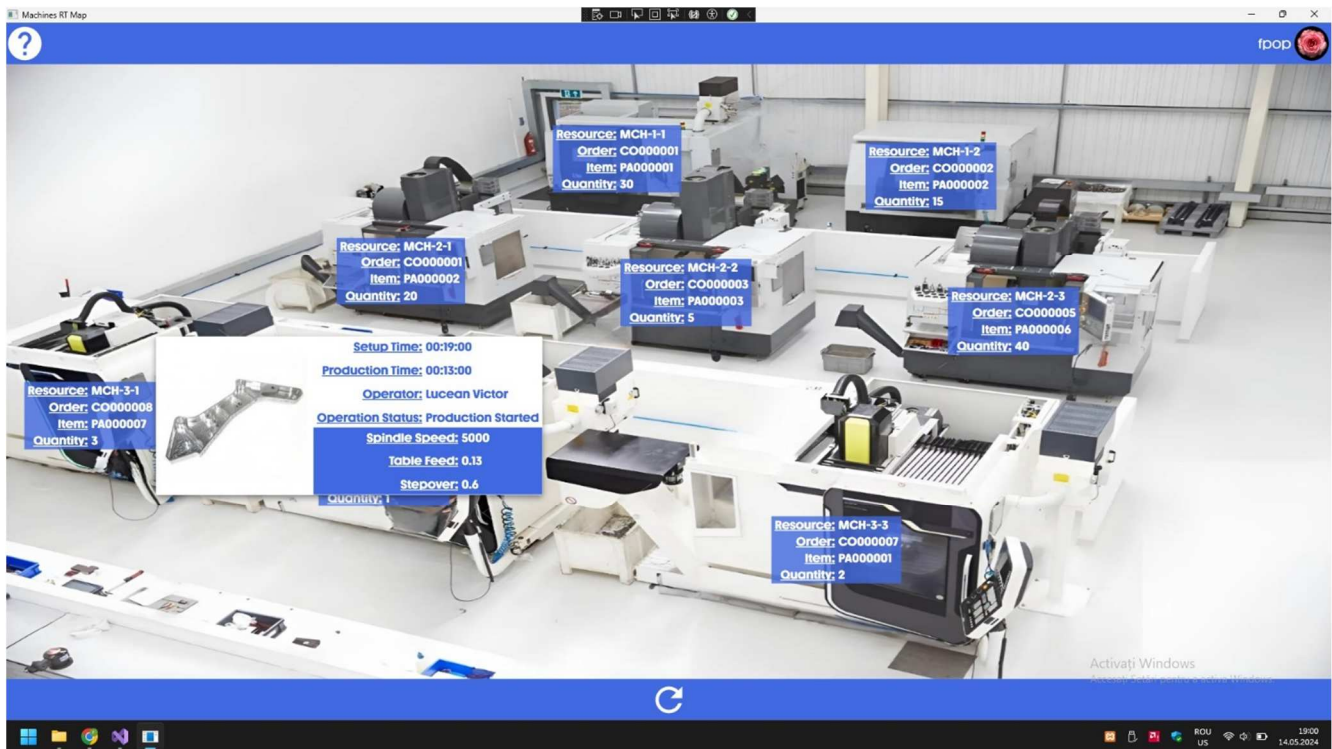 Machines RT Map
fpop
Resource: MCH-1-1
Order: CO000001
Item: PA000001
Quantity: 30
Resource: MCH-1-2
Order: CO000002
Item: PA000002
Quantity: 15
Resource: MCH-2-1
Order: CO000001
Item: PA000002
Quantity: 20
Resource: MCH-2-2
Order: CO000003
Item: PA000003
Quantity: 5
Resource: MCH-2-3
Order: CO000005
Item: PA000006
Quantity: 40
Setup Time: 00:19:00
Production Time: 00:13:00
Operator: Lucean Victor
Operation Status: Production Started
Spindle Speed: 5000
Table Feed: 0.13
Stepover: 0.6
Resource: MCH-3-1
Order: CO000008
Item: PA000007
Quantity: 3
Quantity: 1
Resource: MCH-3-3
Order: CO000007
Item: PA000001
Quantity: 2
Activați Windows
Accesați Setări pentru a activa Windows.
ROU
US
19:00
14.05.2024